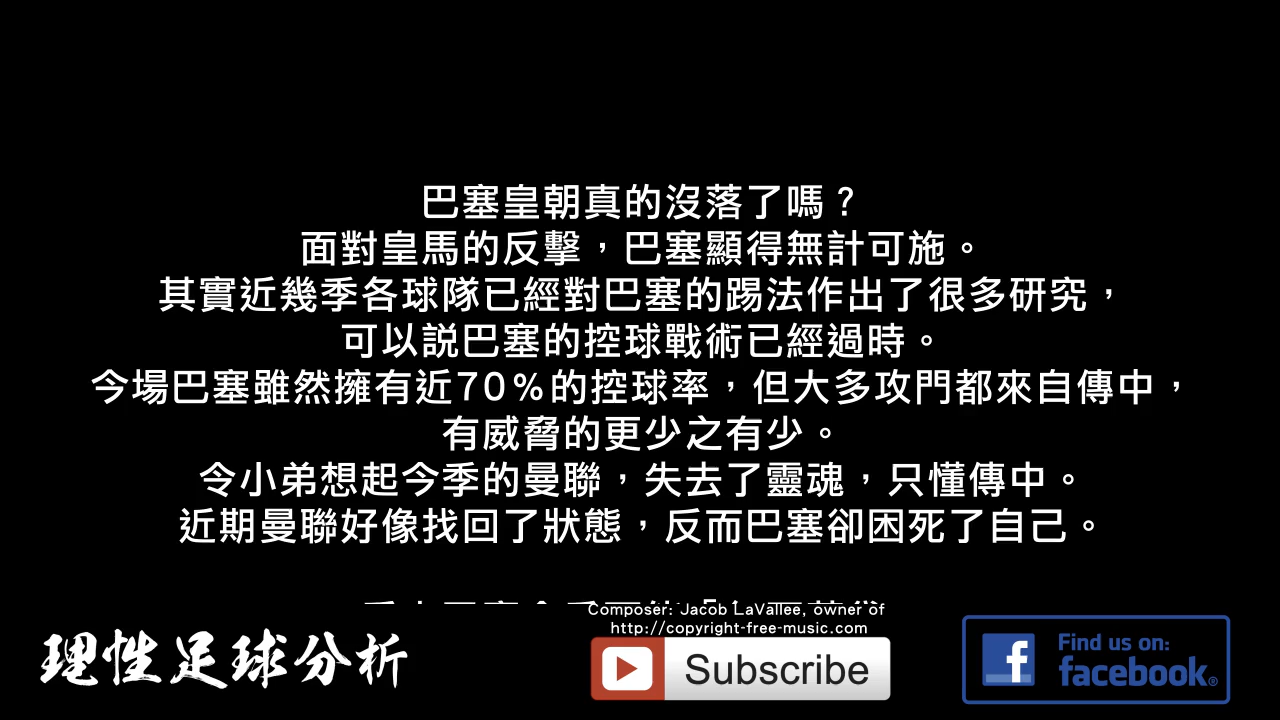 巴塞皇朝真的沒落了嗎？
面對皇馬的反擊，巴塞顯得無計可施。
其實近幾季各球隊已經對巴塞的踢法作出了很多研究，
可以説巴塞的控球戰術已經過時。
今場巴塞雖然擁有近70%的控球率，但大多攻門都來自傳中，
有威脅的更少之有少。
令小弟想起今季的曼聯，失去了靈魂，只懂傳中。
近期曼聯好像找回了狀態，反而巴塞卻困死了自己。
Composer: Jacob LaVallee, owner of
http://copyright-free-music.com
理性足球分析
Subscribe
Find us on:
facebook®